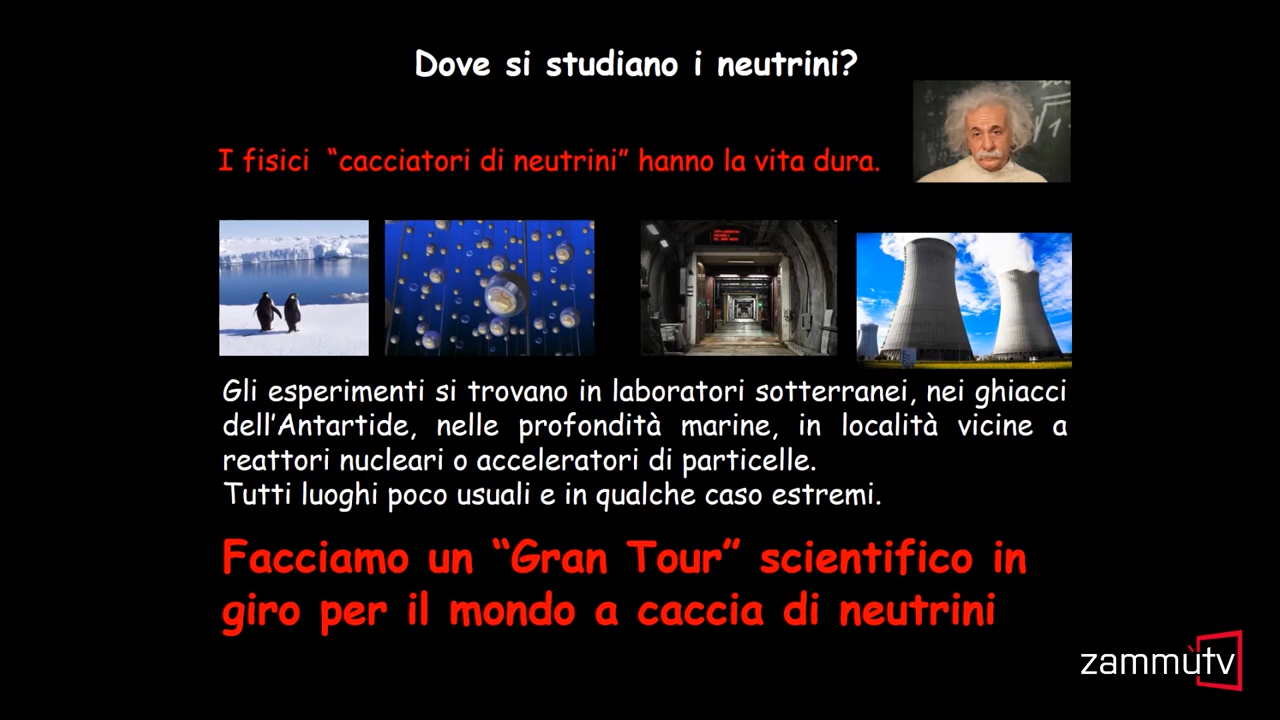 Dove si studiano i neutrini?
I fisici “cacciatori di neutrini” hanno la vita dura.
Gli esperimenti si trovano in laboratori sotterranei, nei ghiacci
dell’Antartide, nelle profondità marine, in località vicine a
reattori nucleari o acceleratori di particelle.
Tutti luoghi poco usuali e in qualche caso estremi.
Facciamo un “Gran Tour” scientifico in
giro per il mondo a caccia di neutrini
zammùtv